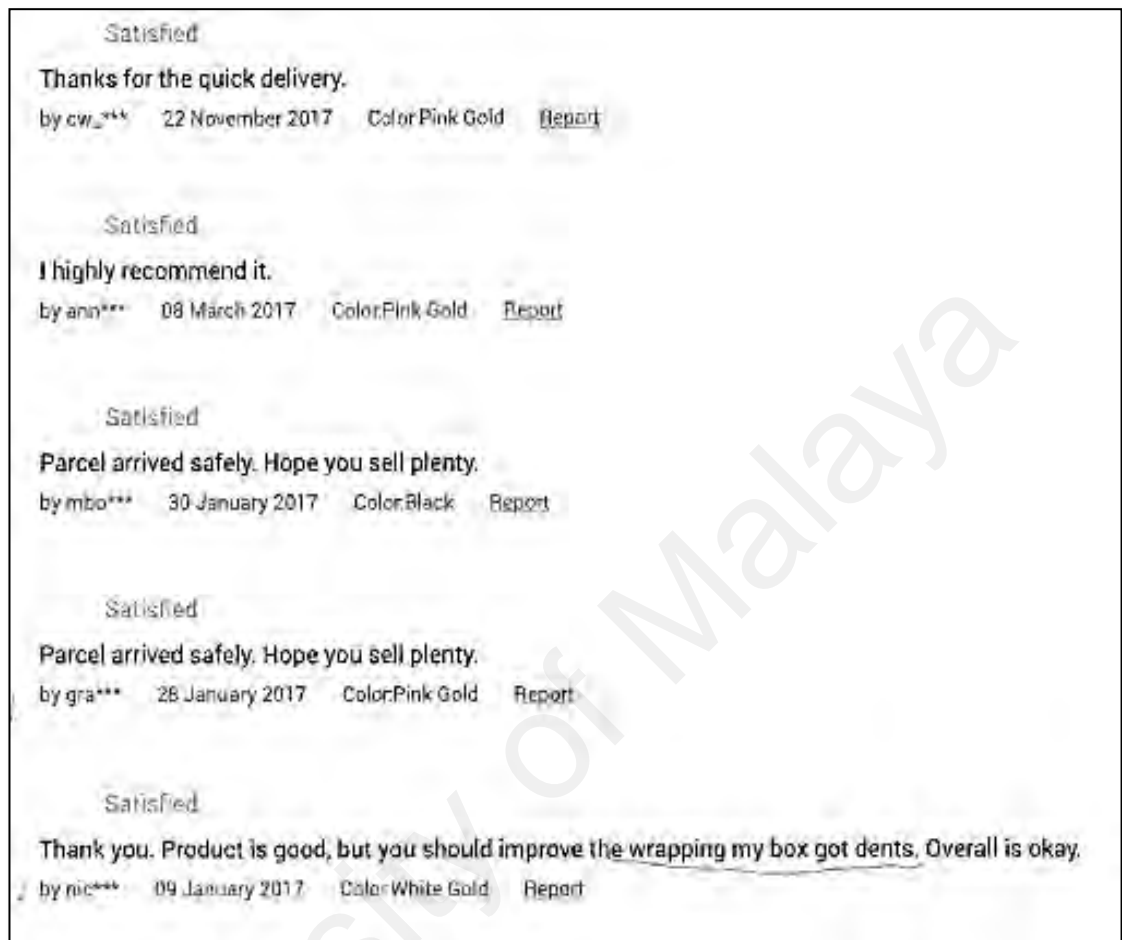 Satisfied
Thanks for the quick delivery.
by cw_*** 22 November 2017 Color:Pink Gold Report
Satisfied
I highly recommend it.
by ann*** 08 March 2017 Color:Pink Gold Report
Satisfied
Parcel arrived safely. Hope you sell plenty.
by mbo*** 30 January 2017 Color:Black Report
Satisfied
Parcel arrived safely. Hope you sell plenty.
by gra*** 28 January 2017 Color:Pink Gold Report
Satisfied
Thank you. Product is good, but you should improve the wrapping my box got dents, Overall is okay.
by nic*** 09 January 2017 Color:White Gold Report
sity of Malaya